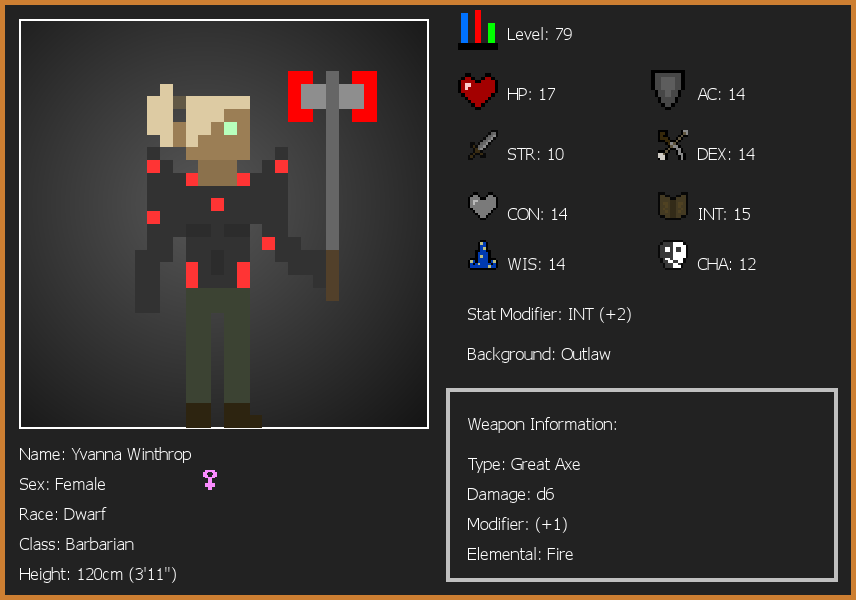 Level: 79
HP: 17
AC: 14
STR: 10
DEX: 14
CON: 14
INT: 15
WIS: 14
CHA: 12
Stat Modifier: INT (+2)
Background: Outlaw
Weapon Information:
Type: Great Axe
Damage: d6
Modifier: (+1)
Elemental: Fire
Name: Yvanna Winthrop
Sex: Female
Race: Dwarf
Class: Barbarian
Height: 120cm (3'11")